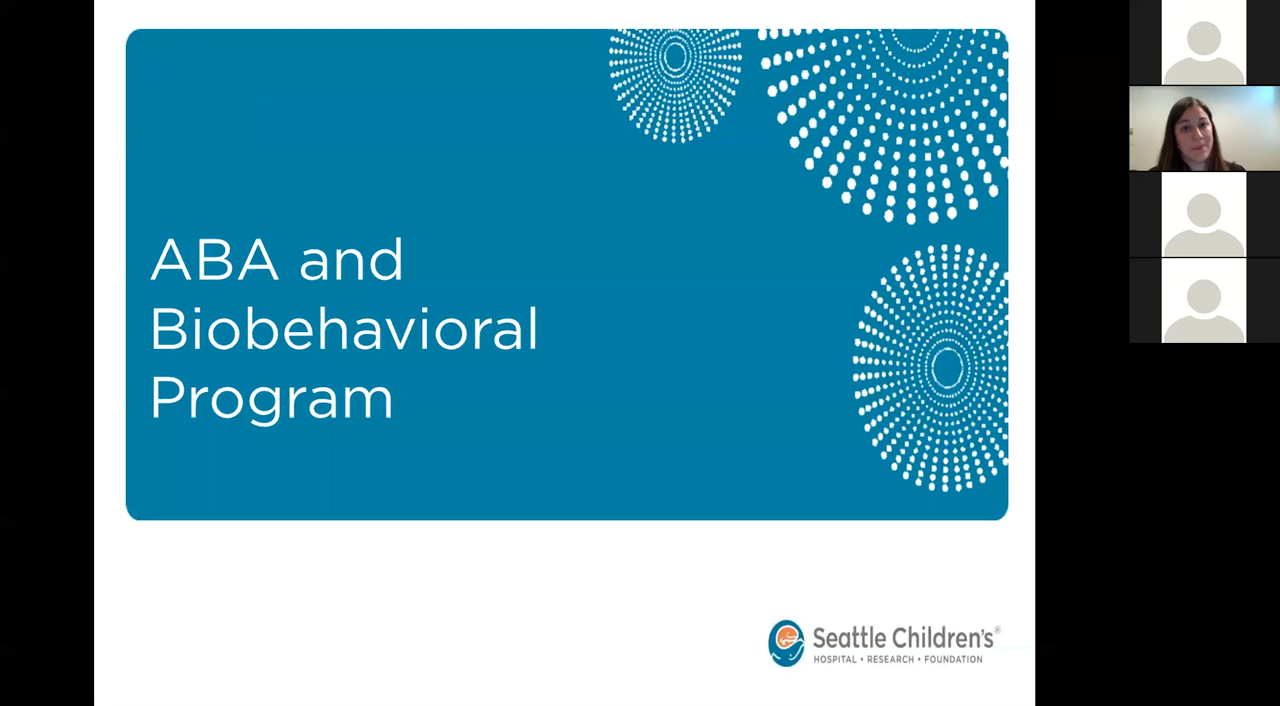 ABA and
Biobehavioral
Program
Seattle Children's®
HOSPITAL • RESEARCH • FOUNDATION